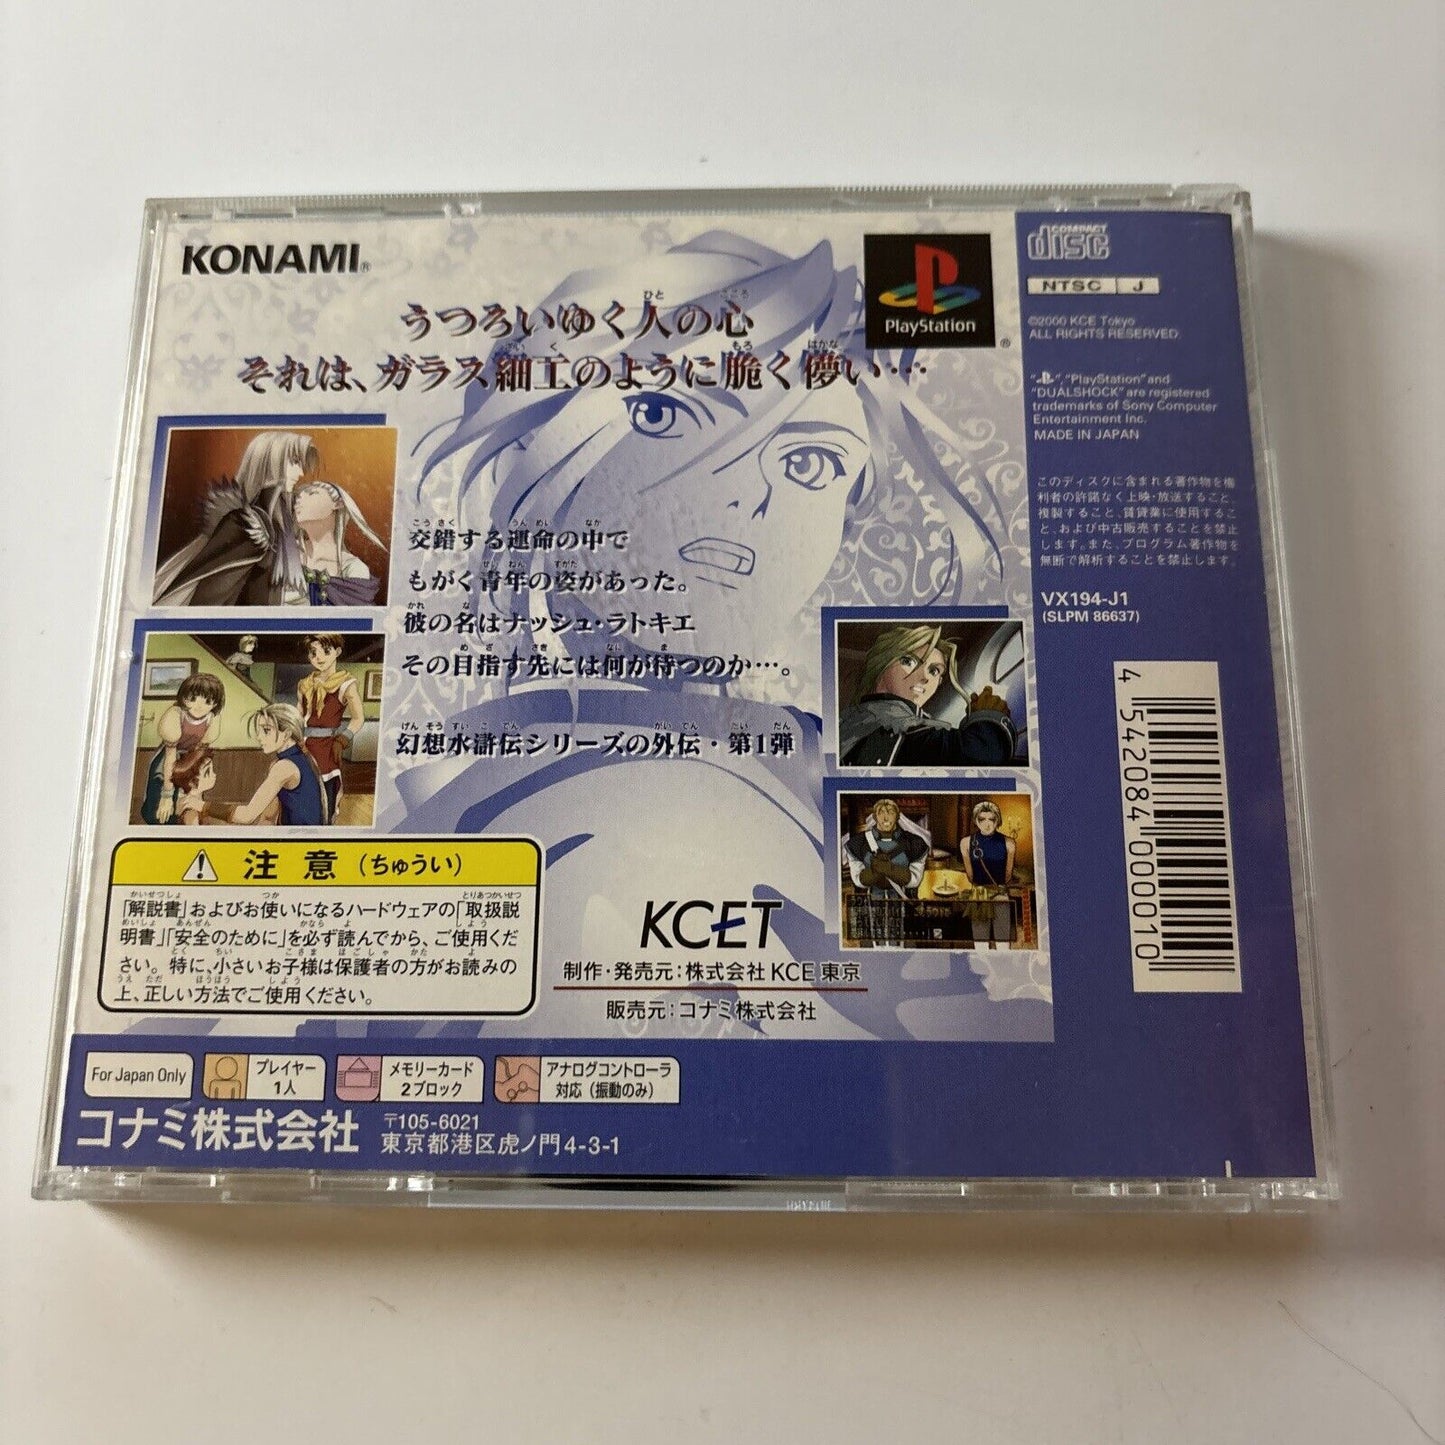 KONAMI®
うつろいゆく人の心
それは、ガラス細工のように脆く儚い…
PlayStation
®
交錯する運命の中で
もがく青年の姿があった。
彼の名はナッシュ・ラトキエ
その目指す先には何が待つのか…。
幻想水滸伝シリーズの外伝・第1弾
注意(ちゅうい)
「解説書」およびお使いになるハードウェアの「取扱説
明書」「安全のために」を必ず読んでから、ご使用くだ
さい。特に、小さいお子様は保護者の方がお読みの
上、正しい方法でご使用ください。
KCET
制作・発売元:株式会社 KCE 東京
販売元:コナミ株式会社
COMPACT
disc
NTSC J
©2000 KCE Tokyo
ALL RIGHTS RESERVED.
" ", "PlayStation" and
"DUALSHOCK" are registered
trademarks of Sony Computer
Entertainment Inc.
MADE IN JAPAN
このディスクに含まれる著作物を権
利者の許諾なく上映・放送すること、
複製すること、賃貸業に使用するこ
と、および中古販売することを禁止
します。また、プログラム著作物を
無断で解析することを禁止します。
VX194-J1
(SLPM 86637)
4 542084 000010
For Japan Only
プレイヤー
1人
メモリーカード
2ブロック
アナログコントローラ
対応(振動のみ)
コナミ株式会社
〒105-6021
東京都港区虎ノ門4-3-1